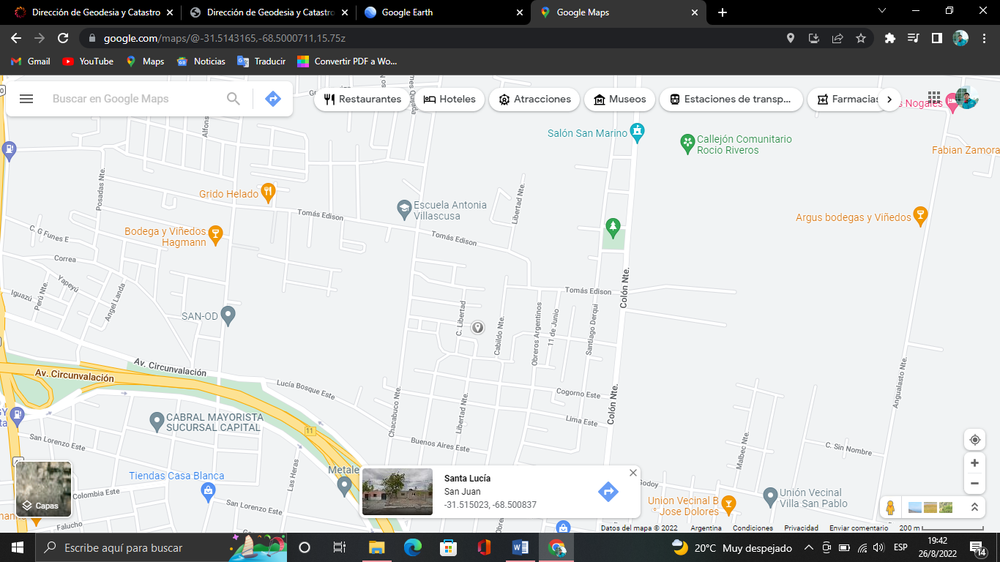 Dirección de Geodesia y Catastro
Dirección de Geodesia y Catastro
Google Earth
Google Maps
google.com/maps/@-31.5143165,-68.5000711,15.75z
Gmail
YouTube
Maps
Noticias
Traducir
Convertir PDF a Wo...
Buscar en Google Maps
Restaurantes
Hoteles
Atracciones
Museos
Estaciones de transp...
Farmacias
Nogales
Salón San Marino
Callejón Comunitario
Rocio Riveros
Fabian Zamora
Posadas Nte.
Grido Helado
Escuela Antonia
Villascusa
Libertad Nte.
Tomás Edison
Argus bodegas y Viñedos
C. G Funes E
Bodega y Viñedos
Hagmann
Tomás Edison
Correa
Yapeyú
Iguazú
Perú Nte.
Angel Landa
Tomás Edison
Colón Nte.
SAN-OD
C. Libertad
Cabildo Nte.
Obreros Argentinos
11 de Junio
Santiago Derqui
Av. Circunvalación
Av. Circunvalación
Lucía Bosque Este
Cogorno Este
Colón Nte.
Angualasto Nte.
CABRAL MAYORISTA
SUCURSAL CAPITAL
11
Chacabuco Nte.
Libertad Nte.
Lima Este
San Lorenzo Este
Buenos Aires Este
Malbec Nte.
C. Sin Nombre
Las Heras
Tiendas Casa Blanca
Metale
Santa Lucía
San Juan
-31.515023, -68.500837
Godoy
Colombia Este
San Lorenzo Este
Falucho
Capas
Union Vecinal B
Jose Dolores
Unión Vecinal
Villa San Pablo
Datos del mapa © 2022
Argentina
Condiciones
Privacidad
Enviar comentario
200 m
Escribe aquí para buscar
20°C Muy despejado
ESP
19:42
26/8/2022
14